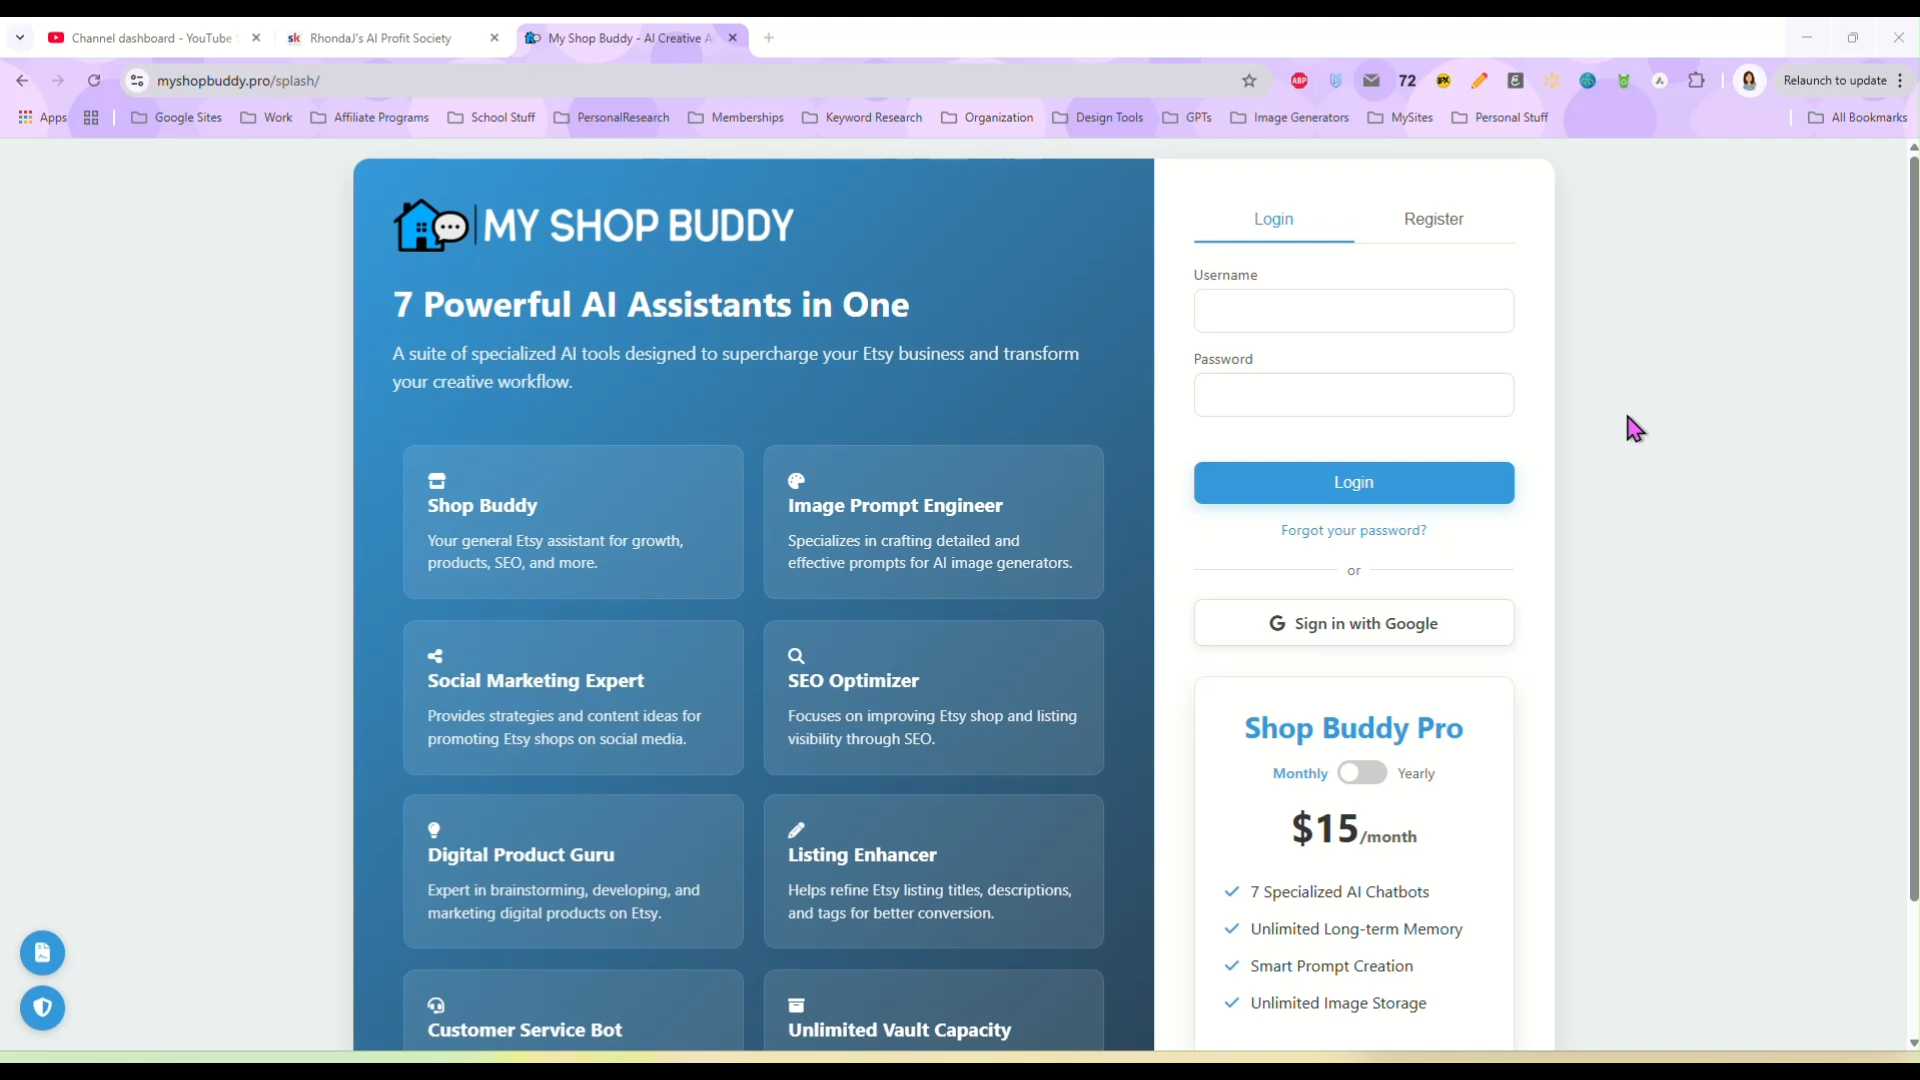 Channel dashboard - YouTube S
sk RhondaJ's AI Profit Society
My Shop Buddy - AI Creative A
myshopbuddy.pro/splash/
ABP
72
Relaunch to update
Apps
Google Sites
Work
Affiliate Programs
School Stuff
PersonalResearch
Memberships
Keyword Research
Organization
Design Tools
GPTs
Image Generators
MySites
Personal Stuff
All Bookmarks
MY SHOP BUDDY
7 Powerful AI Assistants in One
A suite of specialized AI tools designed to supercharge your Etsy business and transform
your creative workflow.
Shop Buddy
Your general Etsy assistant for growth,
products, SEO, and more.
Image Prompt Engineer
Specializes in crafting detailed and
effective prompts for AI image generators.
Social Marketing Expert
Provides strategies and content ideas for
promoting Etsy shops on social media.
SEO Optimizer
Focuses on improving Etsy shop and listing
visibility through SEO.
Digital Product Guru
Expert in brainstorming, developing, and
marketing digital products on Etsy.
Listing Enhancer
Helps refine Etsy listing titles, descriptions,
and tags for better conversion.
Customer Service Bot
Unlimited Vault Capacity
Login
Register
Username
Password
Login
Forgot your password?
or
G Sign in with Google
Shop Buddy Pro
Monthly
Yearly
$15/month
7 Specialized AI Chatbots
Unlimited Long-term Memory
Smart Prompt Creation
Unlimited Image Storage